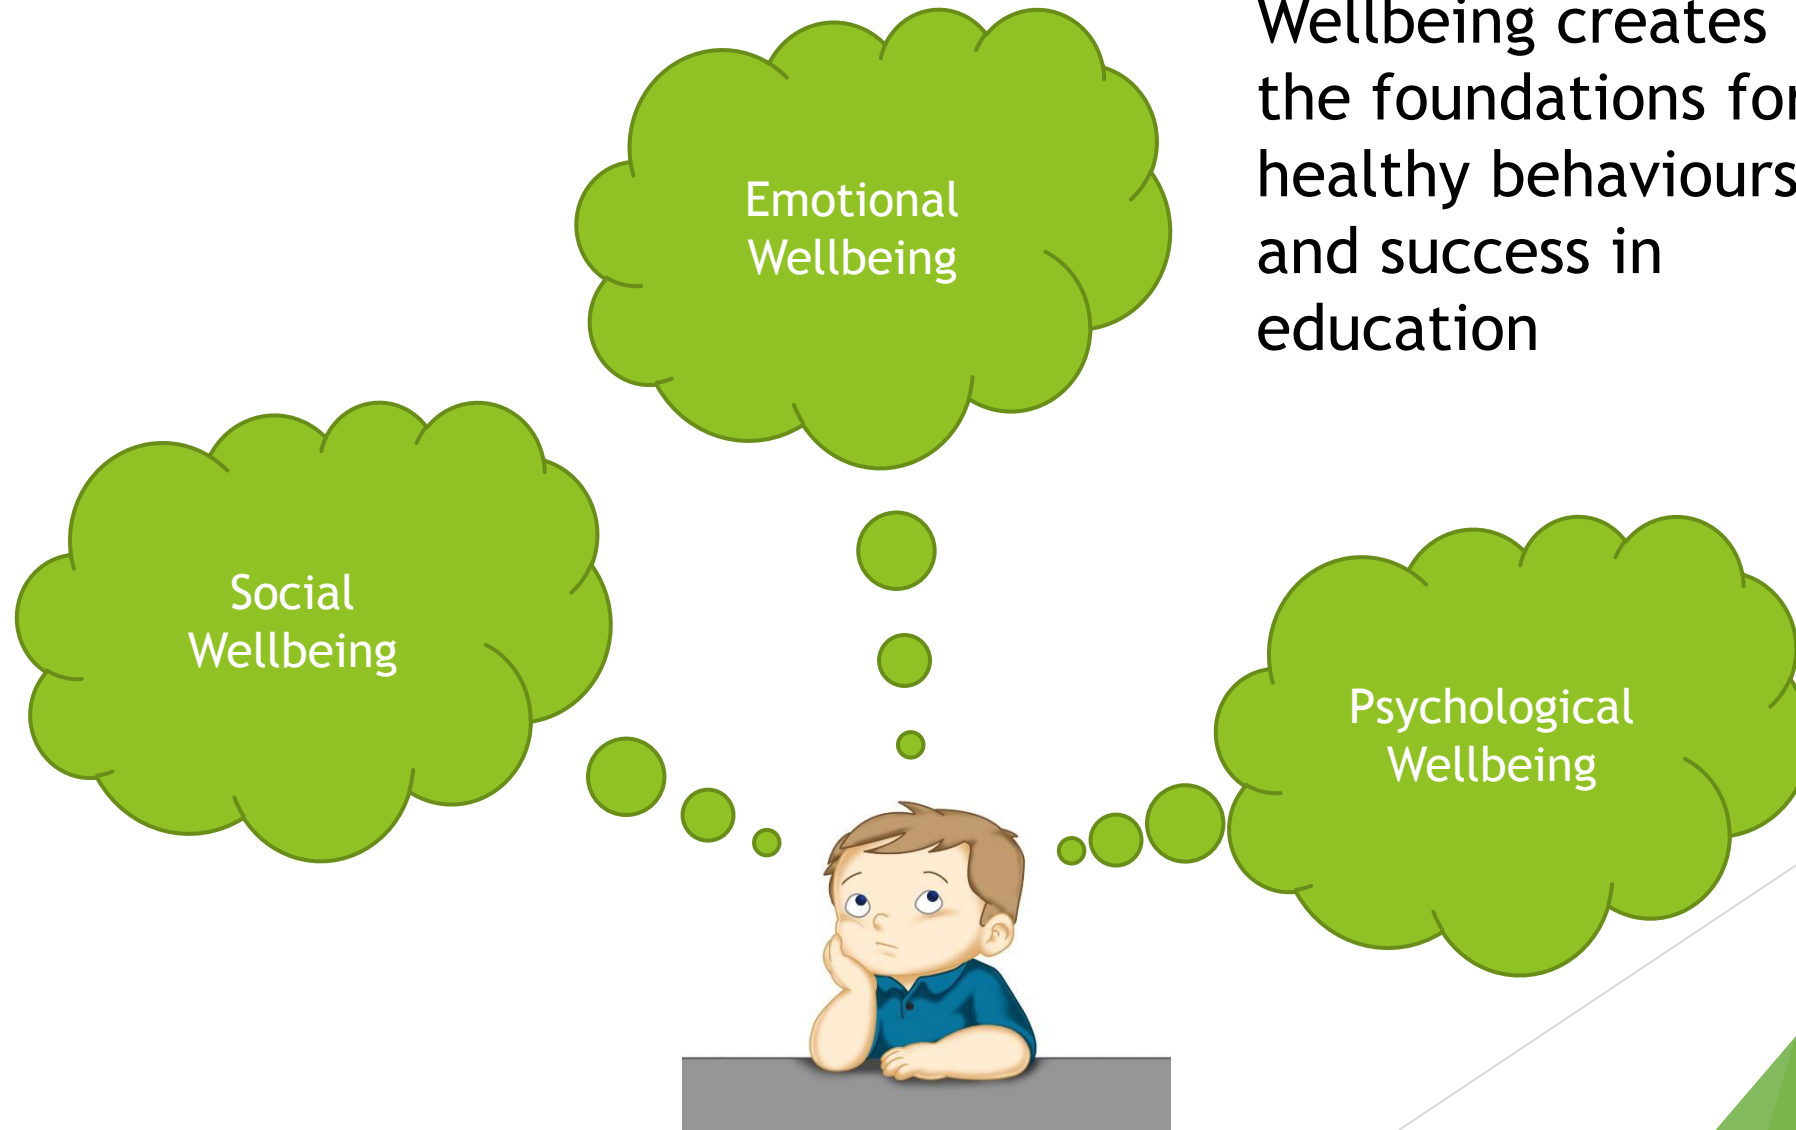 Wellbeing creates
the foundations for
healthy behaviours
and success in
education
Emotional
Wellbeing
Social
Wellbeing
Psychological
Wellbeing